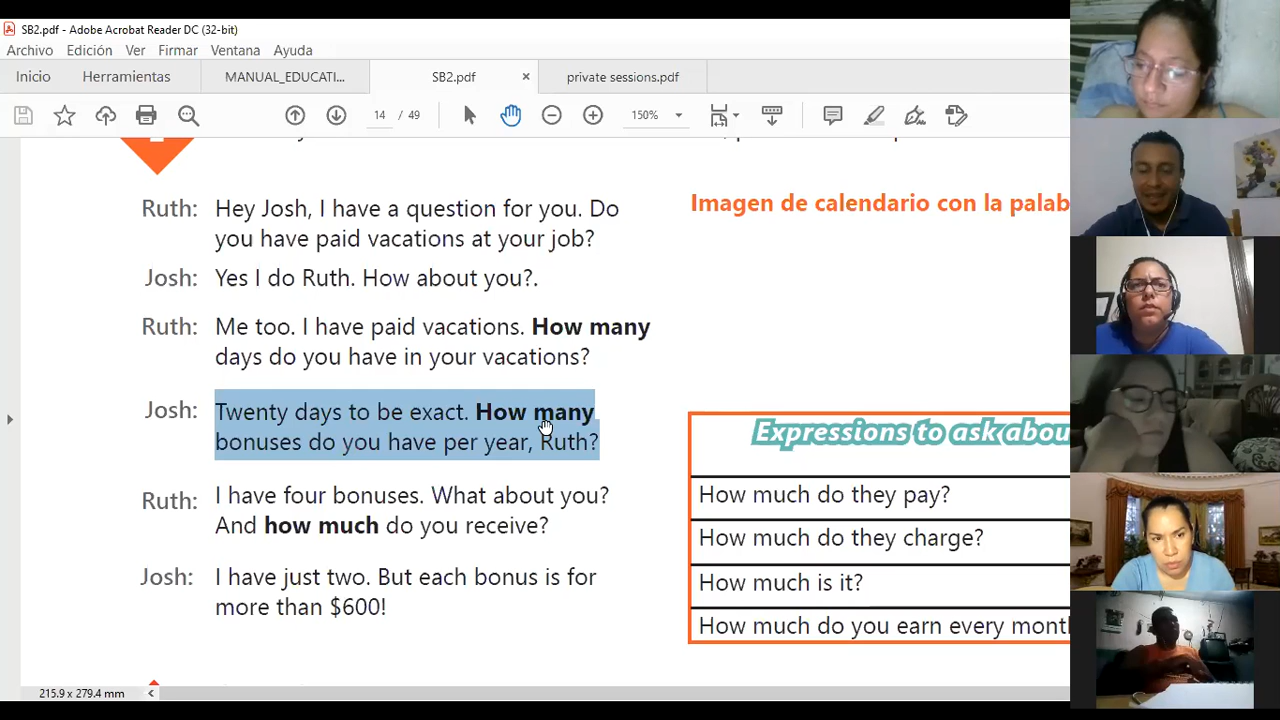 SB2.pdf - Adobe Acrobat Reader DC (32-bit)
Archivo Edición Ver Firmar Ventana Ayuda
Inicio Herramientas MANUAL_EDUCATI... SB2.pdf × private sessions.pdf
14 / 49 150%
Ruth: Hey Josh, I have a question for you. Do
you have paid vacations at your job?
Josh: Yes I do Ruth. How about you?.
Ruth: Me too. I have paid vacations. How many
days do you have in your vacations?
Josh: Twenty days to be exact. How many
bonuses do you have per year, Ruth?
Ruth: I have four bonuses. What about you?
And how much do you receive?
Josh: I have just two. But each bonus is for
more than $600!
Imagen de calendario con la palab
Expressions to ask abou
How much do they pay?
How much do they charge?
How much is it?
How much do you earn every mont
215.9 x 279.4 mm